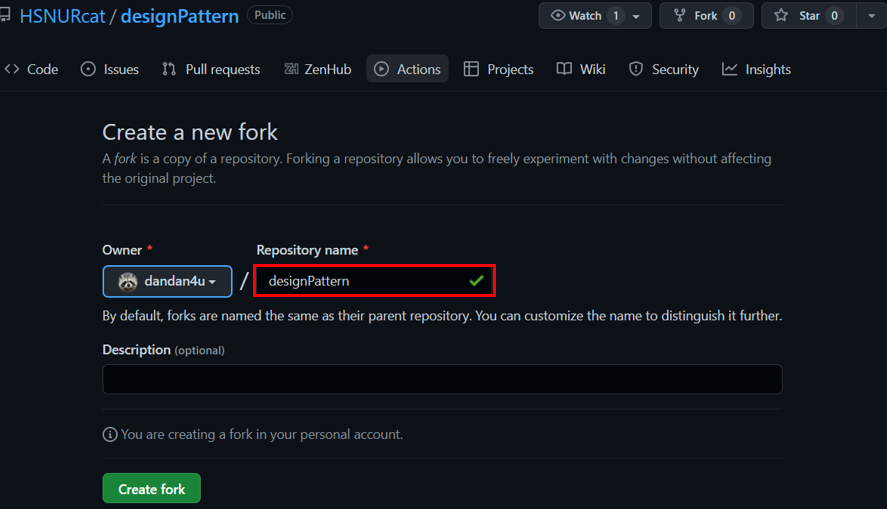 HSNURcat / designPattern Public Watch 1 Fork 0 Star 0
Code Issues Pull requests ZenHub Actions Projects Wiki Security Insights
Create a new fork
A fork is a copy of a repository. Forking a repository allows you to freely experiment with changes without affecting
the original project.
Owner * Repository name *
dandan4u / designPattern
By default, forks are named the same as their parent repository. You can customize the name to distinguish it further.
Description (optional)
You are creating a fork in your personal account.
Create fork